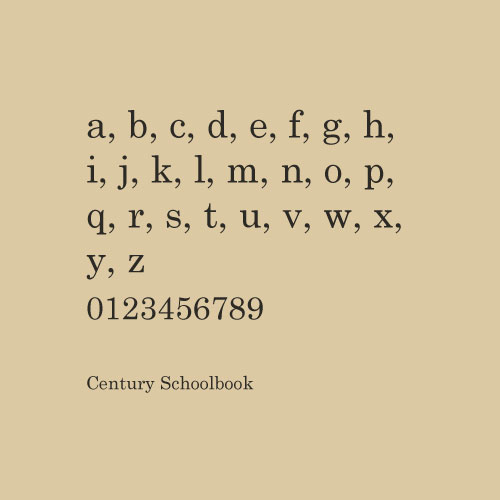 a, b, c, d, e, f, g, h,
i, j, k, l, m, n, o, p,
q, r, s, t, u, v, w, x,
y, z
0123456789
Century Schoolbook